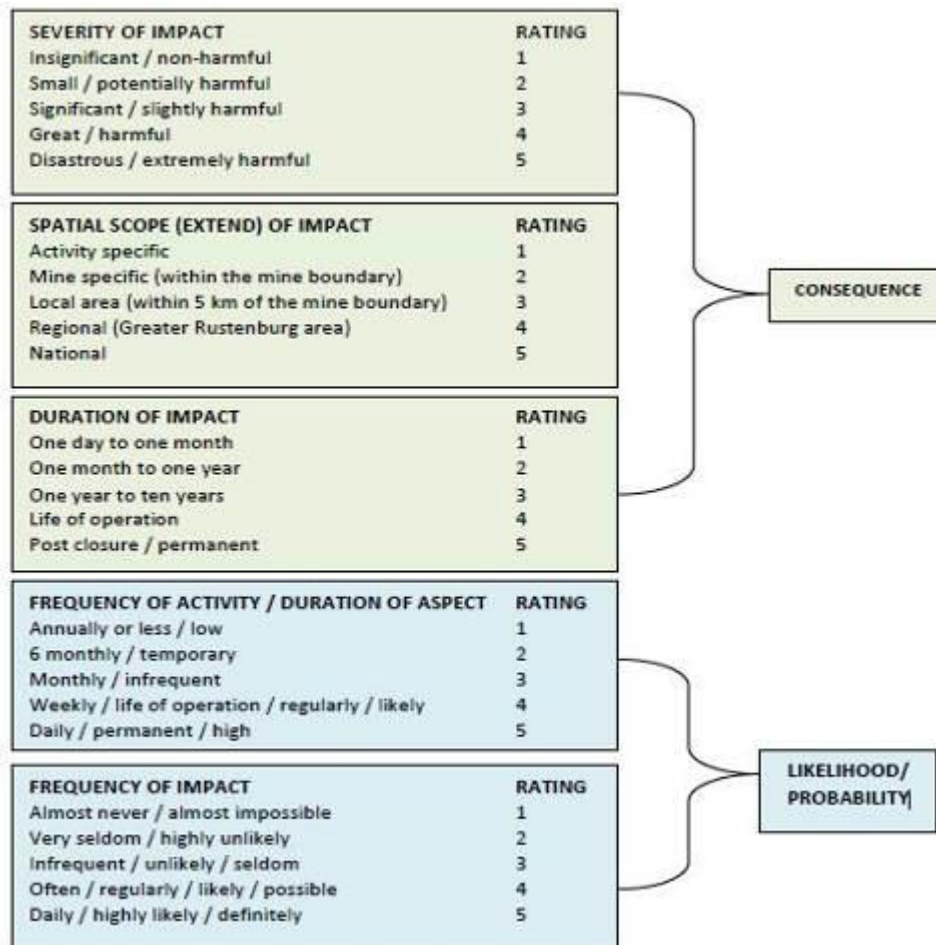 SEVERITY OF IMPACT RATING
Insignificant / non-harmful 1
Small / potentially harmful 2
Significant / slightly harmful 3
Great / harmful 4
Disastrous / extremely harmful 5
SPATIAL SCOPE (EXTEND) OF IMPACT RATING
Activity specific 1
Mine specific (within the mine boundary) 2
Local area (within 5 km of the mine boundary) 3
Regional (Greater Rustenburg area) 4
National 5
CONSEQUENCE
DURATION OF IMPACT RATING
One day to one month 1
One month to one year 2
One year to ten years 3
Life of operation 4
Post closure / permanent 5
FREQUENCY OF ACTIVITY / DURATION OF ASPECT RATING
Annually or less / low 1
6 monthly / temporary 2
Monthly / infrequent 3
Weekly / life of operation / regularly / likely 4
Daily / permanent / high 5
FREQUENCY OF IMPACT RATING
Almost never / almost impossible 1
Very seldom / highly unlikely 2
Infrequent / unlikely / seldom 3
Often / regularly / likely / possible 4
Daily / highly likely / definitely 5
LIKELIHOOD/
PROBABILITY